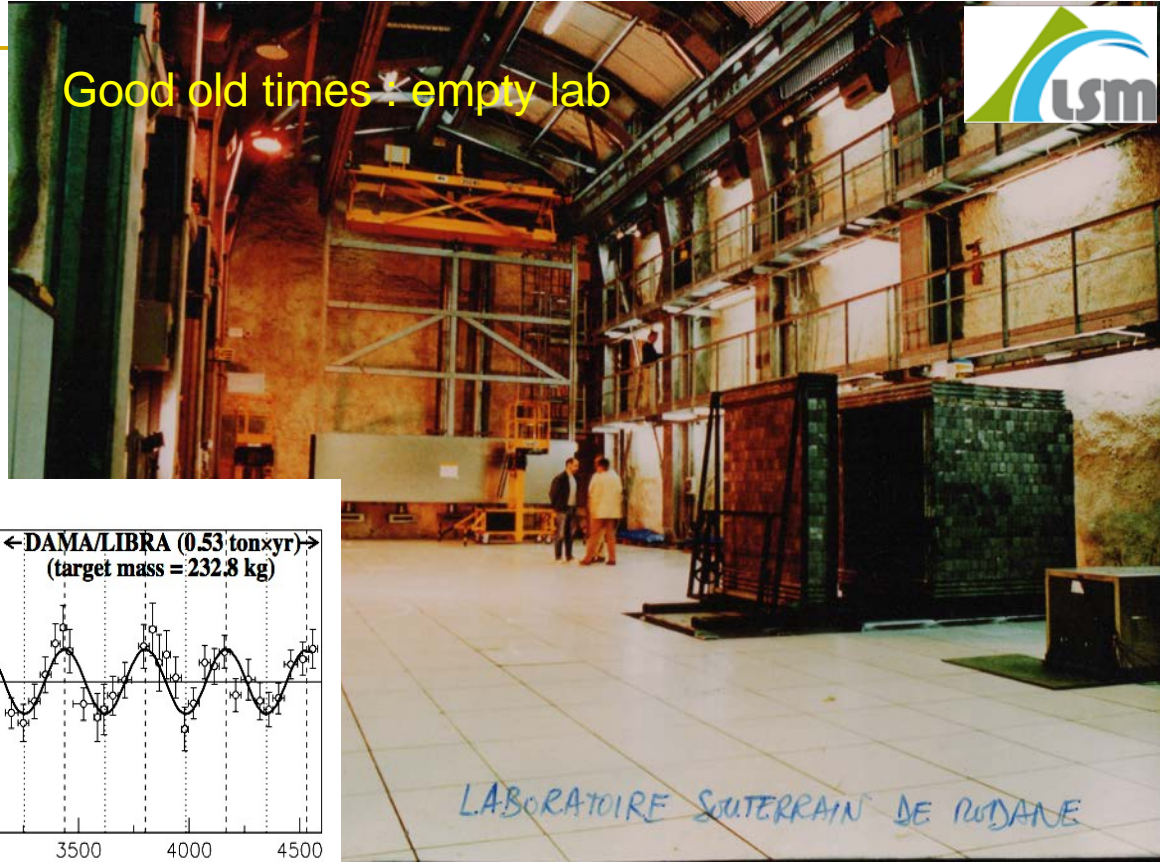 Good old times : empty lab
LSM
DAMA/LIBRA (0.53 ton×yr)
(target mass = 232.8 kg)
3500 4000 4500
LABORATOIRE SOUTERRAIN DE MODANE